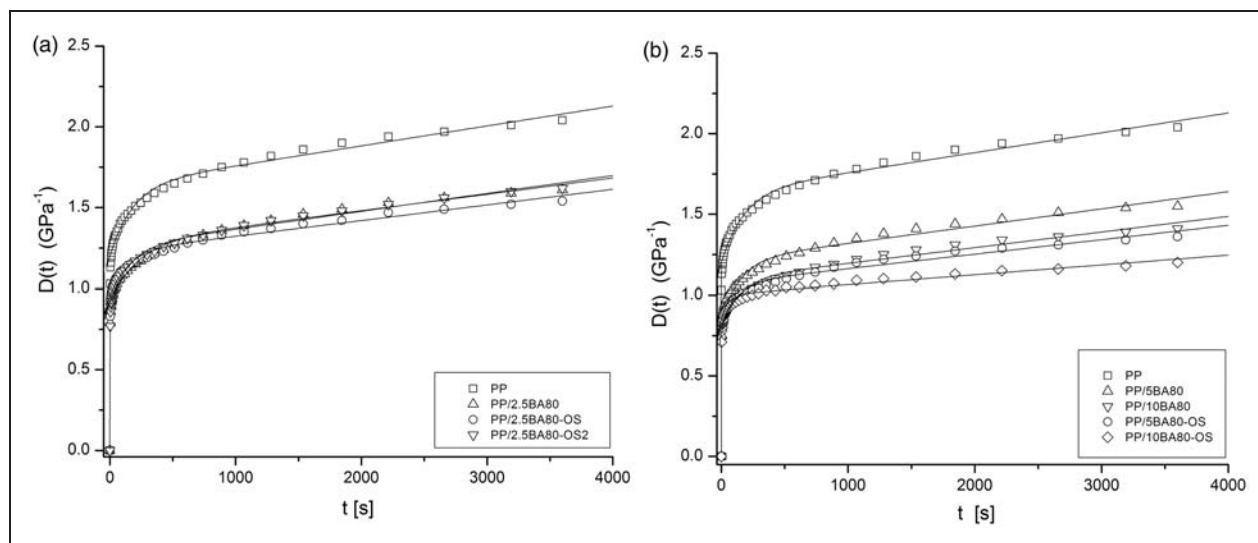 (a)
2.5
2.0
1.5
1.0
0.5
0.0
D(t) (GPa⁻¹)
PP
PP/2.5BA80
PP/2.5BA80-OS
PP/2.5BA80-OS2
0 1000 2000 3000 4000
t [s]
(b)
2.5
2.0
1.5
1.0
0.5
0.0
D(t) (GPa⁻¹)
PP
PP/5BA80
PP/10BA80
PP/5BA80-OS
PP/10BA80-OS
0 1000 2000 3000 4000
t [s]